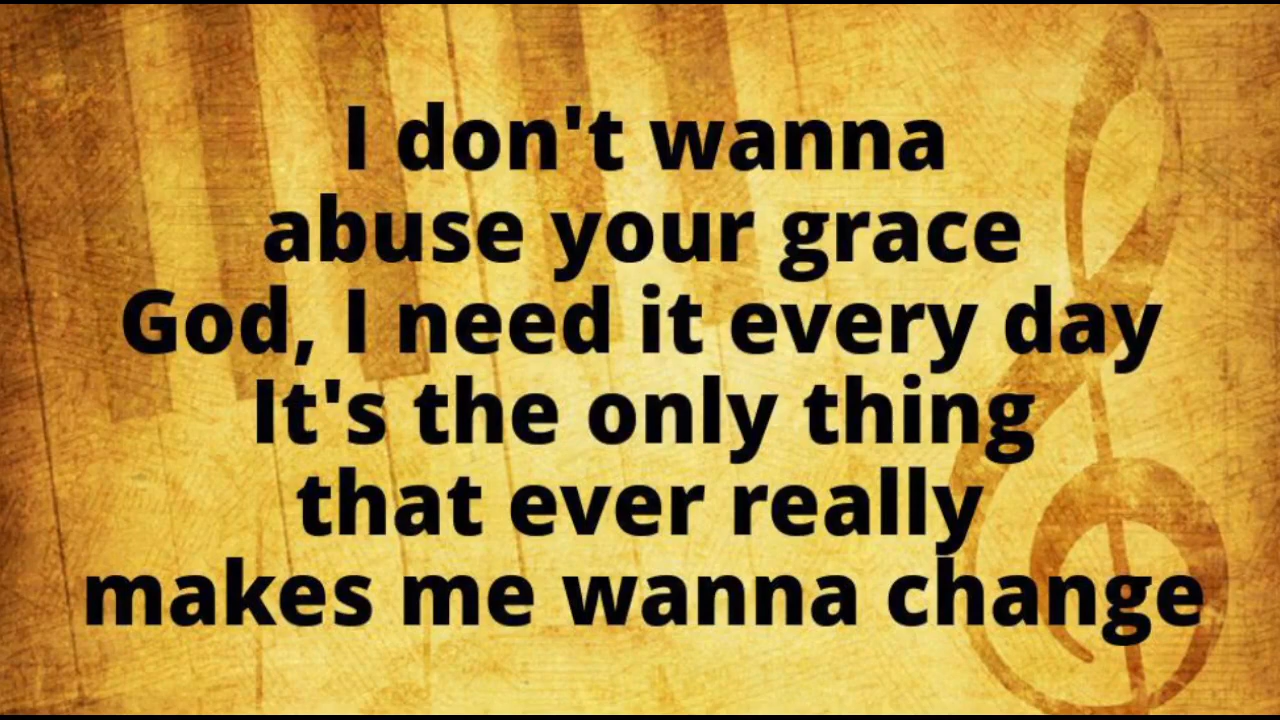 I don't wanna
abuse your grace
God, I need it every day
It's the only thing
that ever really
makes me wanna change